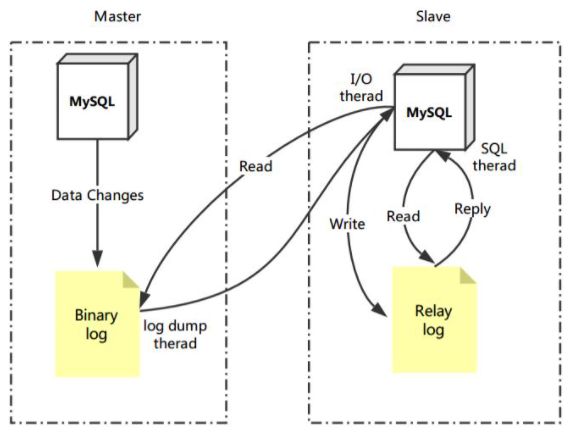 Master
Slave
MySQL
I/O
therad
MySQL
SQL
therad
Read
Data Changes
Write
Read
Reply
Binary
log
log dump
therad
Relay
log